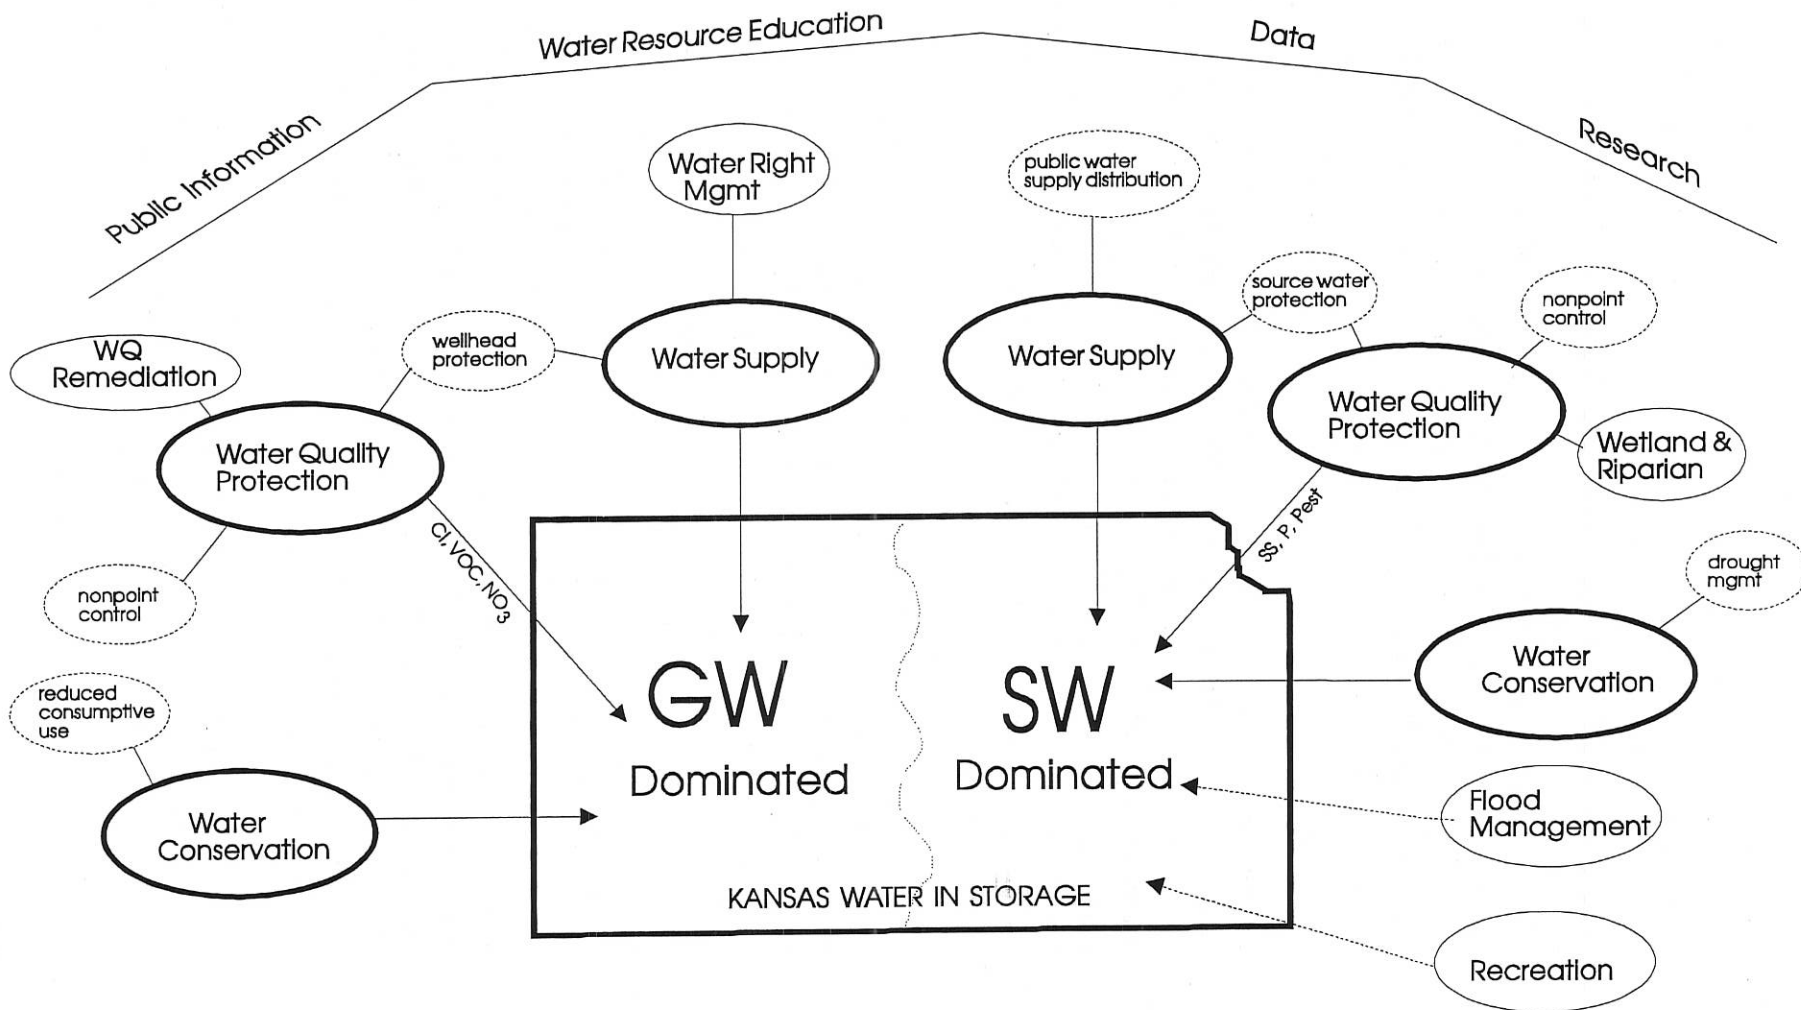 Public Information
Water Resource Education
Data
Research
Water Right
Mgmt
public water
supply distribution
source water
protection
nonpoint
control
WQ
Remediation
wellhead
protection
Water Supply
Water Supply
Water Quality
Protection
Wetland &
Riparian
Water Quality
Protection
Cl, VOC, NO3
SS, P, Pest
nonpoint
control
drought
mgmt
reduced
consumptive
use
GW
Dominated
SW
Dominated
Water
Conservation
Water
Conservation
Flood
Management
KANSAS WATER IN STORAGE
Recreation